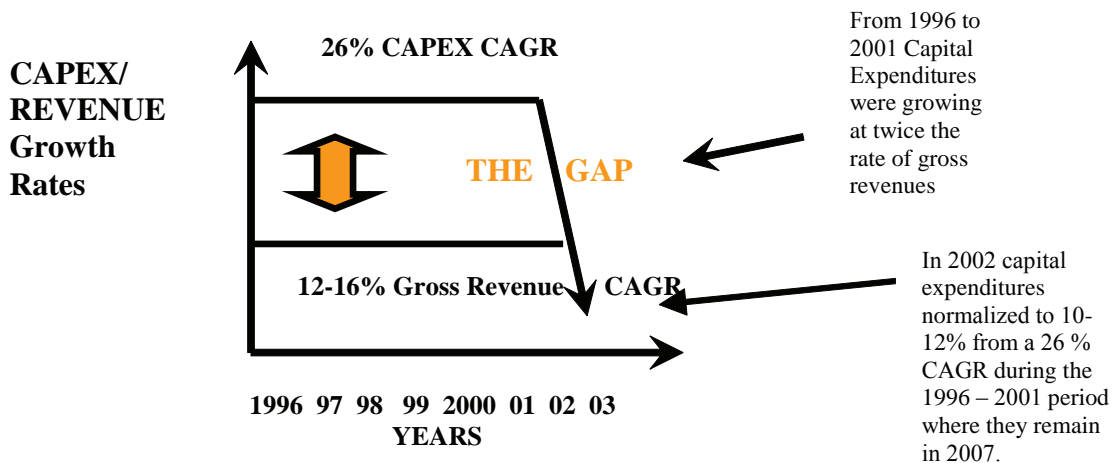 26% CAPEX CAGR
CAPEX/
REVENUE
Growth
Rates
THE GAP
12-16% Gross Revenue CAGR
1996 97 98 99 2000 01 02 03
YEARS
From 1996 to
2001 Capital
Expenditures
were growing
at twice the
rate of gross
revenues
In 2002 capital
expenditures
normalized to 10-
12% from a 26 %
CAGR during the
1996 – 2001 period
where they remain
in 2007.